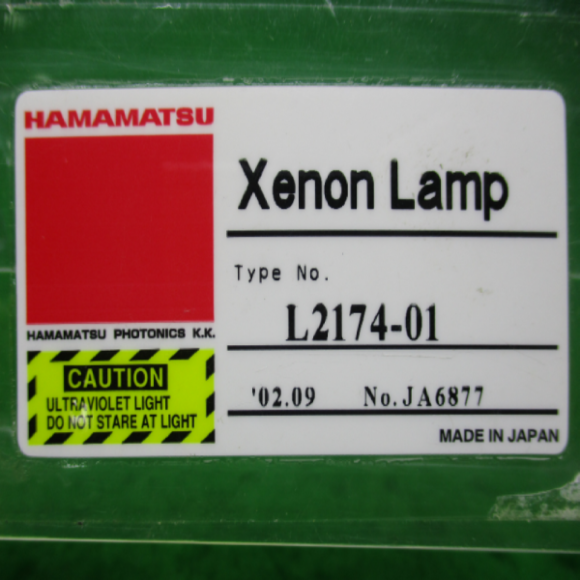 HAMAMATSU
Xenon Lamp
Type No.
L2174-01
HAMAMATSU PHOTONICS K.K.
CAUTION
ULTRAVIOLET LIGHT
DO NOT STARE AT LIGHT
'02.09 No.JA6877
MADE IN JAPAN